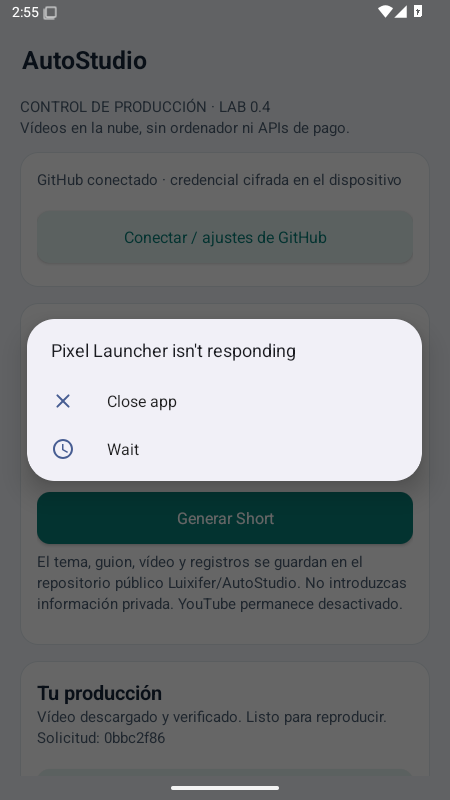 2:55
AutoStudio
CONTROL DE PRODUCCIÓN · LAB 0.4
Vídeos en la nube, sin ordenador ni APIs de pago.
GitHub conectado · credencial cifrada en el dispositivo
Conectar / ajustes de GitHub
Pixel Launcher isn't responding
Close app
Wait
Generar Short
El tema, guion, vídeo y registros se guardan en el
repositorio público Luixifer/AutoStudio. No introduzcas
información privada. YouTube permanece desactivado.
Tu producción
Vídeo descargado y verificado. Listo para reproducir.
Solicitud: 0bbc2f86